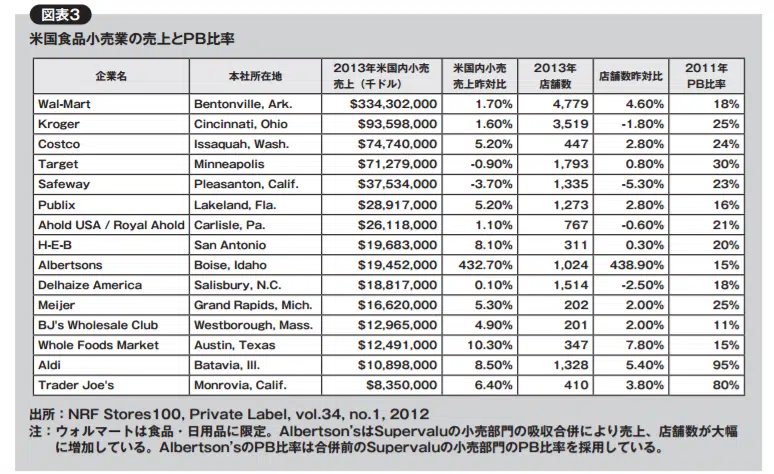 図表3
米国食品小売業の売上とPB比率
企業名 本社所在地 2013年米国内小売売上（千ドル） 米国内小売売上昨対比 2013年店舗数 店舗数昨対比 2011年PB比率
Wal-Mart Bentonville, Ark. $334,302,000 1.70% 4,779 4.60% 18%
Kroger Cincinnati, Ohio $93,598,000 1.60% 3,519 -1.80% 25%
Costco Issaquah, Wash. $74,740,000 5.20% 447 2.80% 24%
Target Minneapolis $71,279,000 -0.90% 1,793 0.80% 30%
Safeway Pleasanton, Calif. $37,534,000 -3.70% 1,335 -5.30% 23%
Publix Lakeland, Fla. $28,917,000 5.20% 1,273 2.80% 16%
Ahold USA / Royal Ahold Carlisle, Pa. $26,118,000 1.10% 767 -0.60% 21%
H-E-B San Antonio $19,683,000 8.10% 311 0.30% 20%
Albertsons Boise, Idaho $19,452,000 432.70% 1,024 438.90% 15%
Delhaize America Salisbury, N.C. $18,817,000 0.10% 1,514 -2.50% 18%
Meijer Grand Rapids, Mich. $16,620,000 5.30% 202 2.00% 25%
BJ's Wholesale Club Westborough, Mass. $12,965,000 4.90% 201 2.00% 11%
Whole Foods Market Austin, Texas $12,491,000 10.30% 347 7.80% 15%
Aldi Batavia, Ill. $10,898,000 8.50% 1,328 5.40% 95%
Trader Joe's Monrovia, Calif. $8,350,000 6.40% 410 3.80% 80%
出所：NRF Stores100, Private Label, vol.34, no.1, 2012
注：ウォルマートは食品・日用品に限定。Albertson'sはSupervaluの小売部門の吸収合併により売上、店舗数が大幅
に増加している。Albertson'sのPB比率は合併前のSupervaluの小売部門のPB比率を採用している。